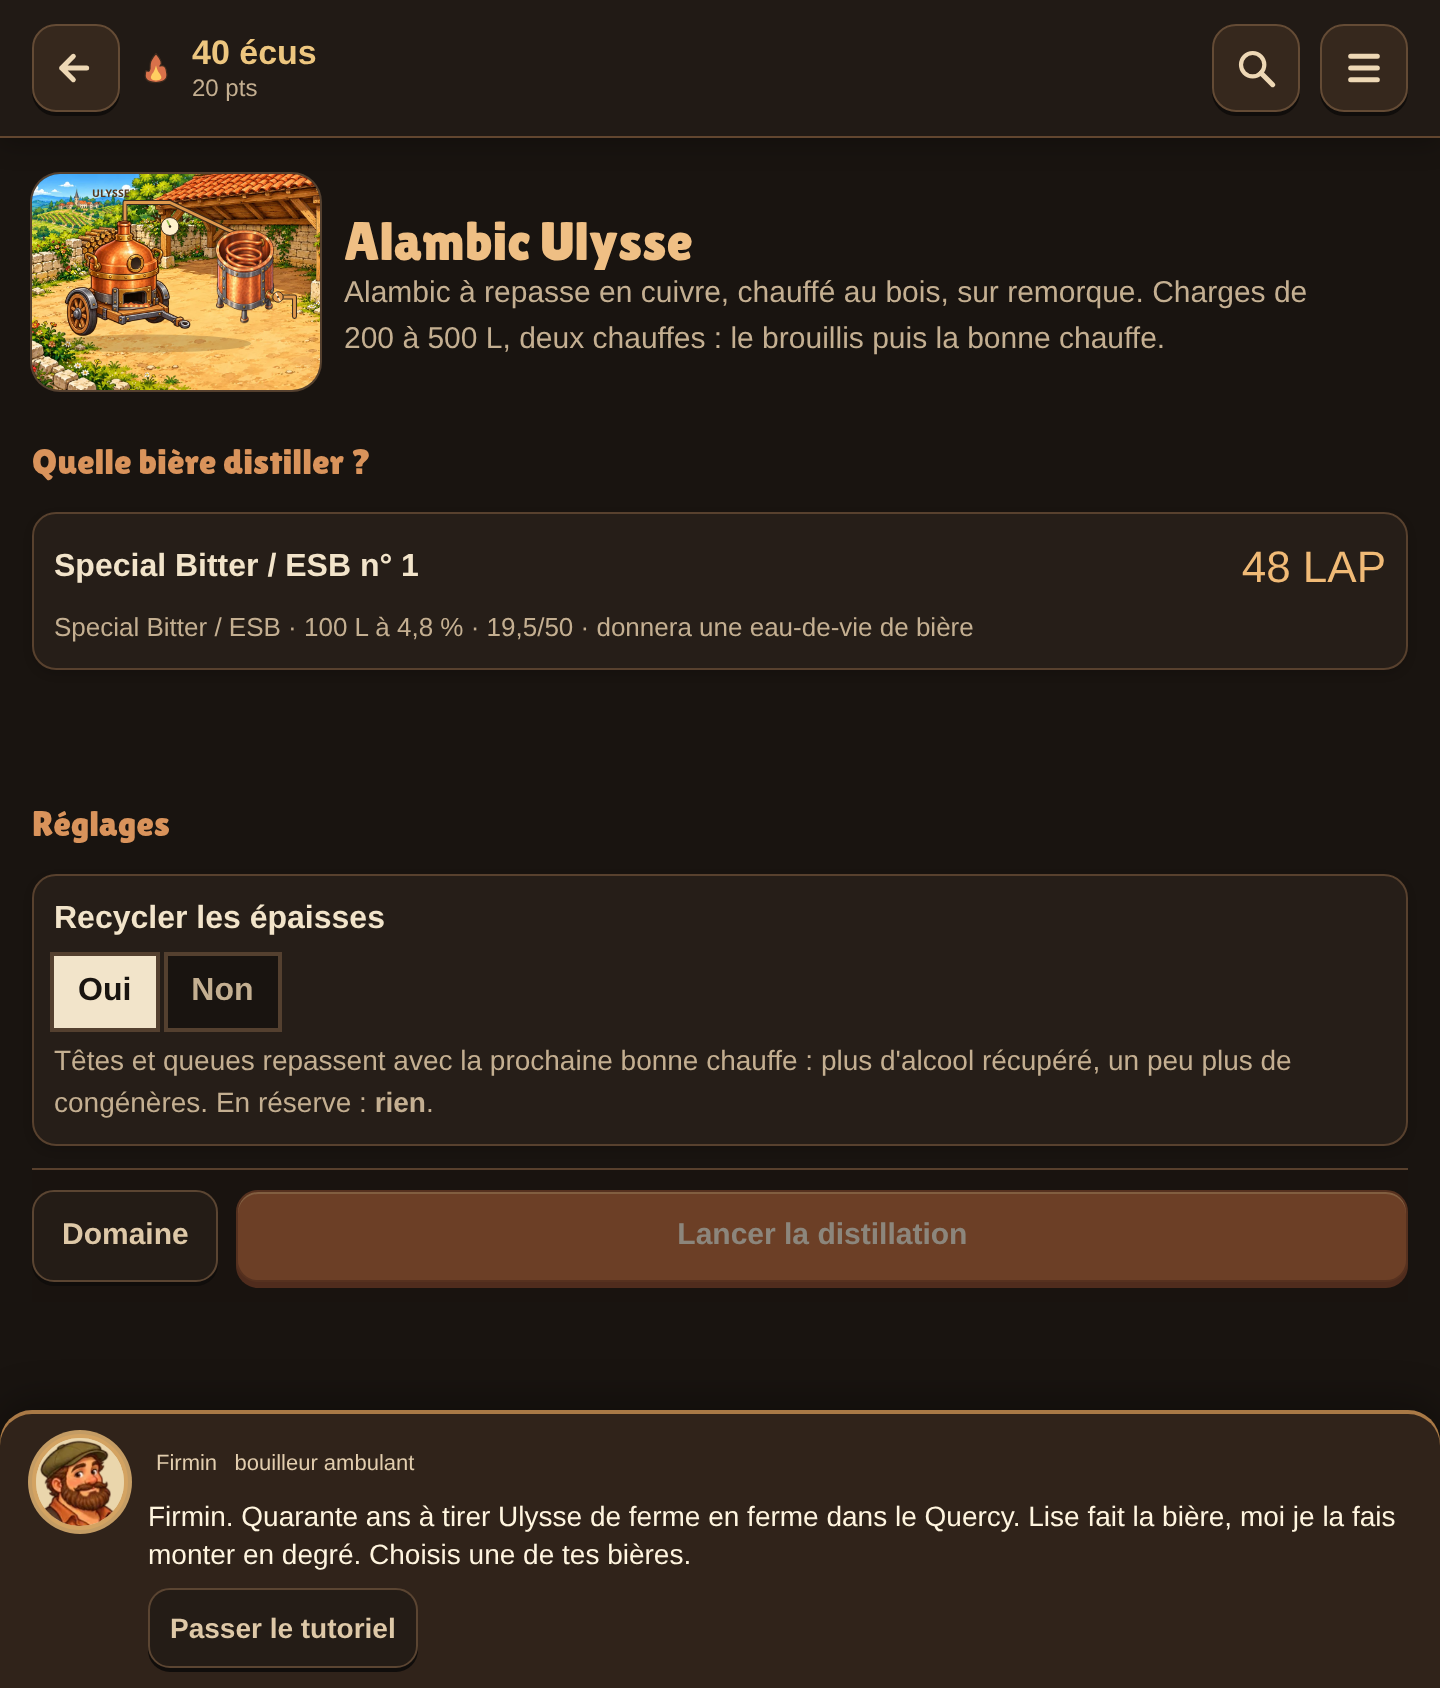 40 écus
20 pts
ULYSSE
Alambic Ulysse
Alambic à repasse en cuivre, chauffé au bois, sur remorque. Charges de
200 à 500 L, deux chauffes : le brouillis puis la bonne chauffe.
Quelle bière distiller ?
Special Bitter / ESB n° 1
48 LAP
Special Bitter / ESB · 100 L à 4,8 % · 19,5/50 · donnera une eau-de-vie de bière
Réglages
Recycler les épaisses
Oui Non
Têtes et queues repassent avec la prochaine bonne chauffe : plus d'alcool récupéré, un peu plus de
congénères. En réserve : rien.
Domaine
Lancer la distillation
Firmin bouilleur ambulant
Firmin. Quarante ans à tirer Ulysse de ferme en ferme dans le Quercy. Lise fait la bière, moi je la fais
monter en degré. Choisis une de tes bières.
Passer le tutoriel